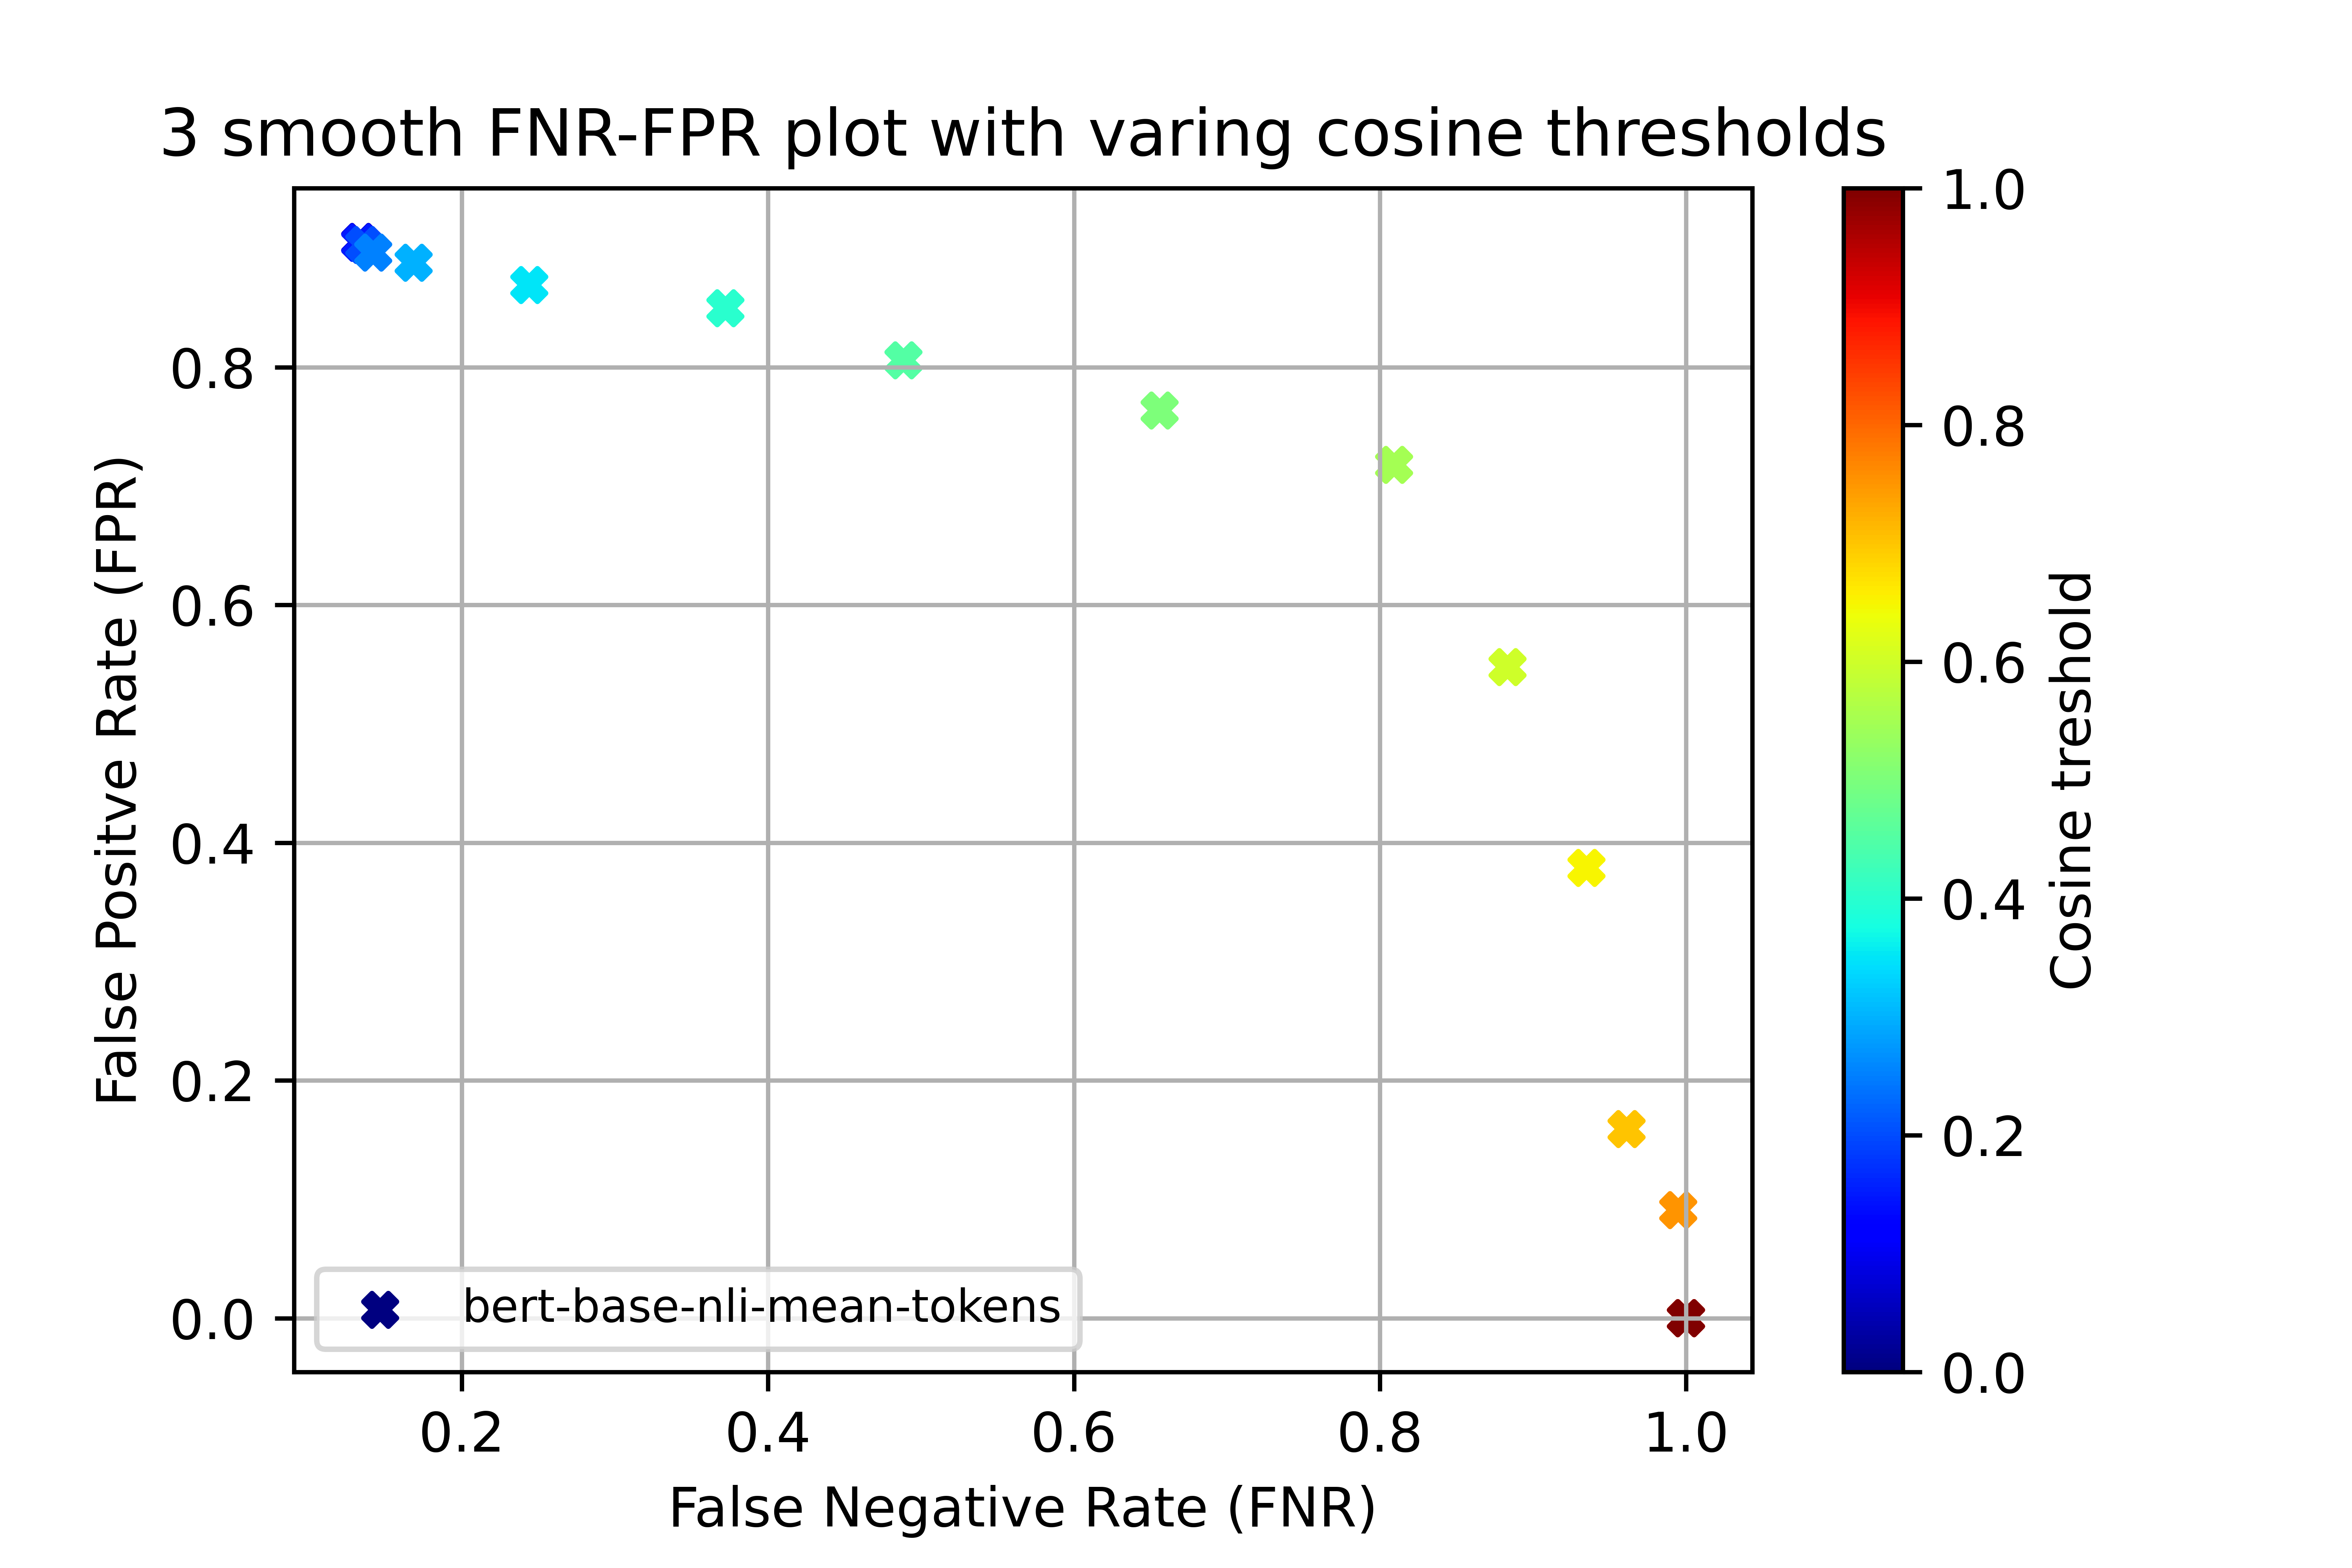 3 smooth FNR-FPR plot with varing cosine thresholds
False Positve Rate (FPR)
0.8
0.6
0.4
0.2
0.0
bert-base-nli-mean-tokens
0.2 0.4 0.6 0.8 1.0
False Negative Rate (FNR)
1.0
0.8
0.6
0.4
0.2
0.0
Cosine treshold